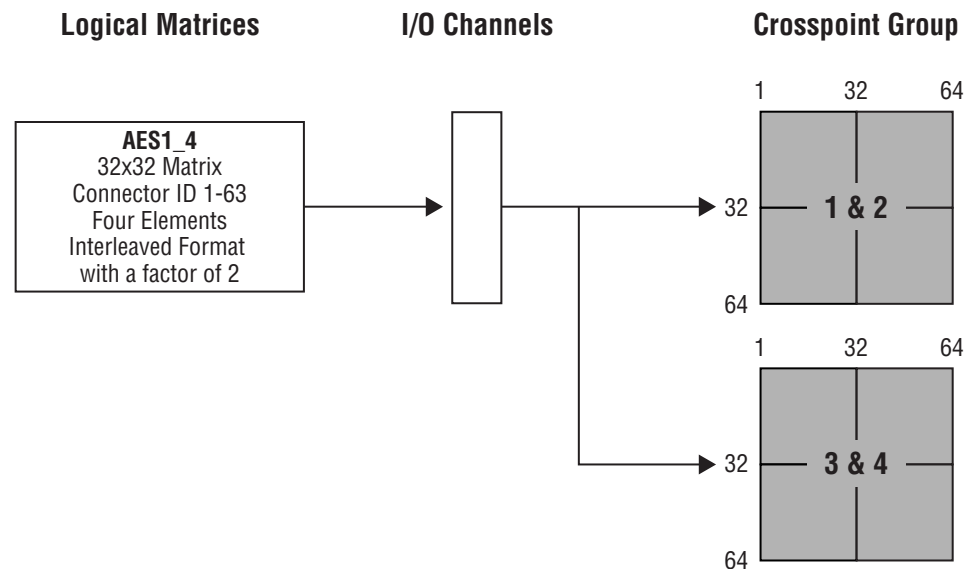 Logical Matrices
I/O Channels
Crosspoint Group
AES1_4
32x32 Matrix
Connector ID 1-63
Four Elements
Interleaved Format
with a factor of 2
1 32 64
32
1 & 2
64
1 32 64
32
3 & 4
64